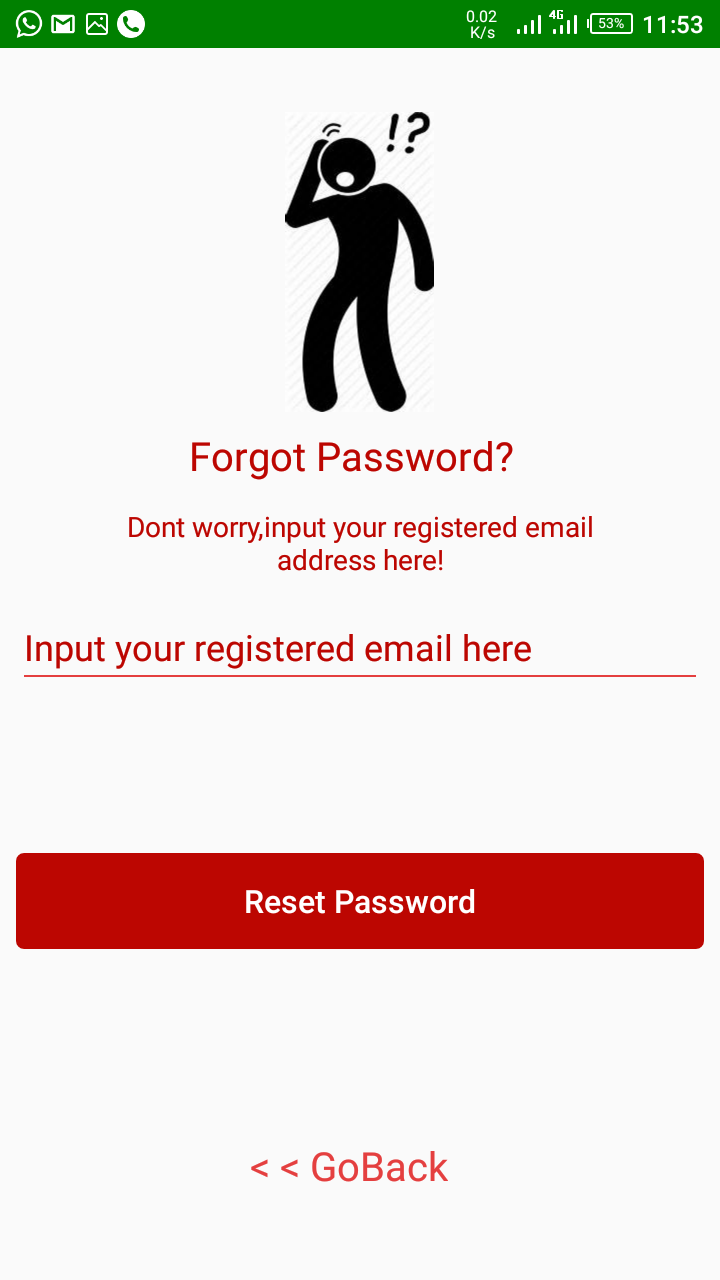 0.02
K/s
4G
53%
11:53
!?
Forgot Password?
Dont worry,input your registered email
address here!
Input your registered email here
Reset Password
< < GoBack